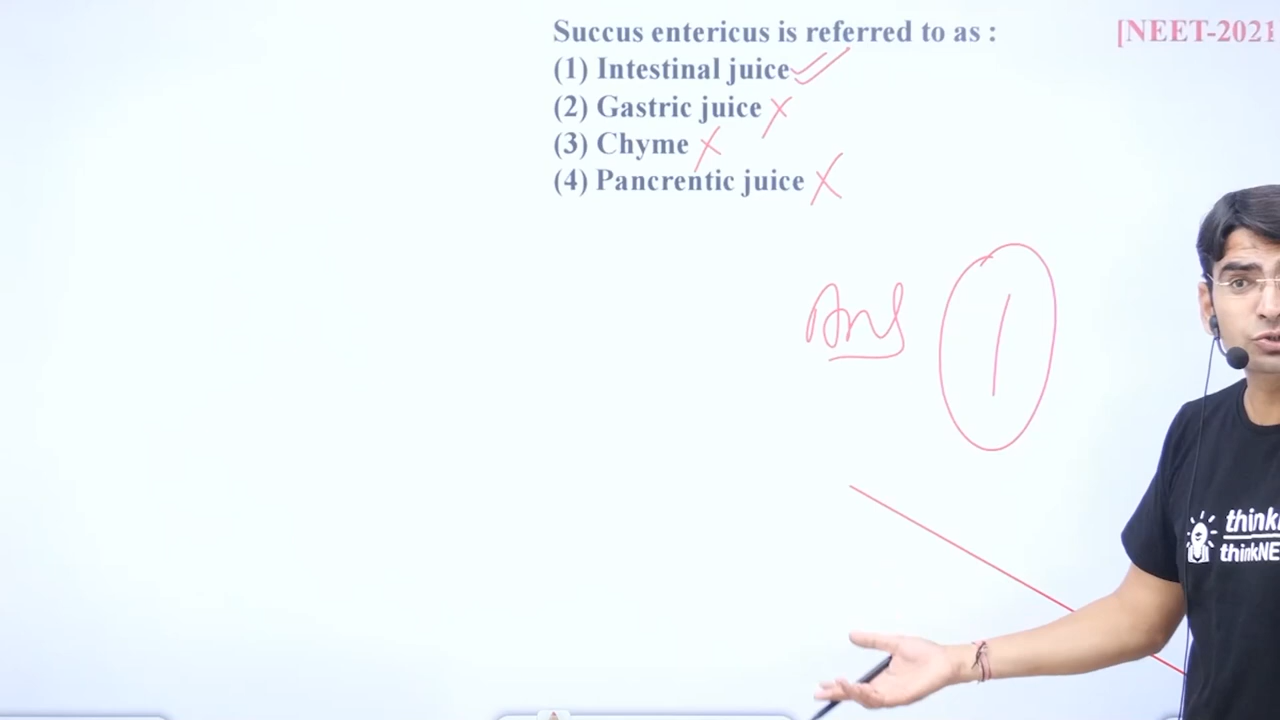 Succus entericus is referred to as : [NEET-2021
(1) Intestinal juice
(2) Gastric juice
(3) Chyme
(4) Pancrentic juice
Ans 1
think
thinkNE